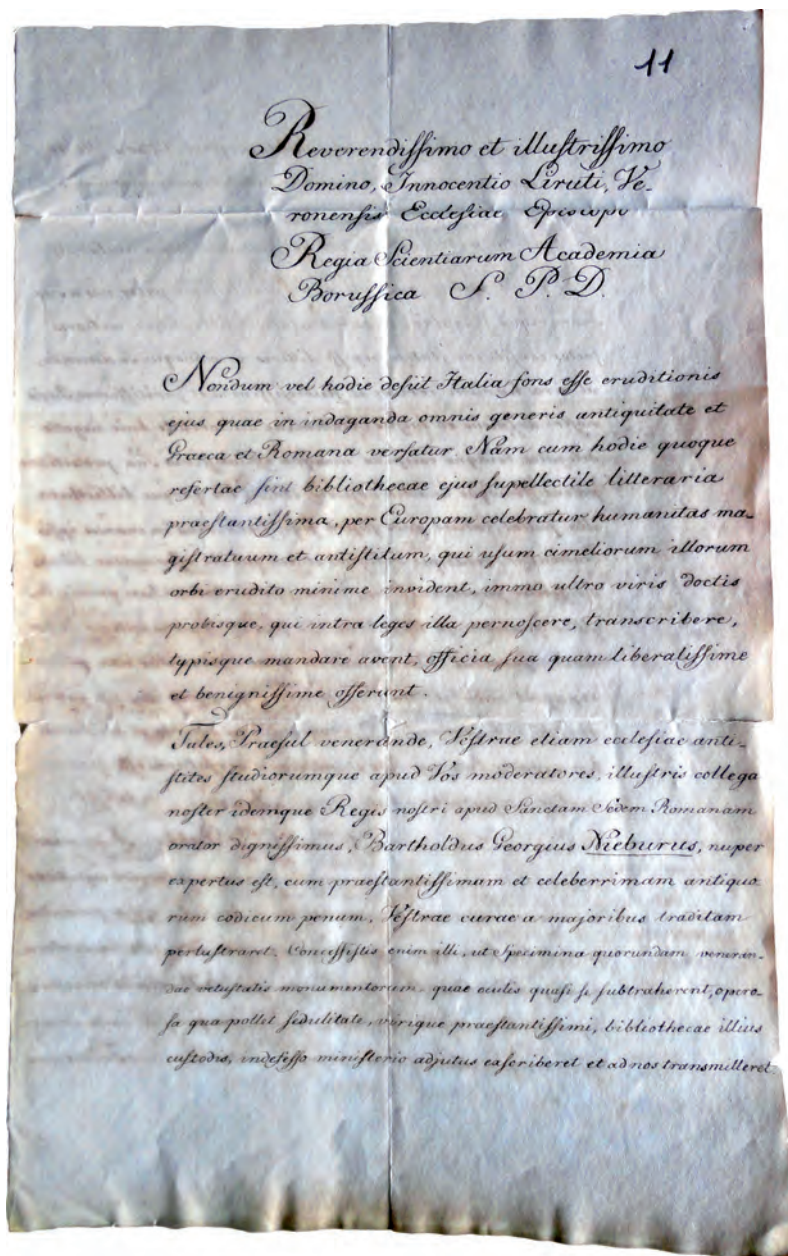 11
Reverendissimo et illustrissimo
Domino, Innocentio Liruti, Ve-
ronensis Ecclesiae Episcopo
Regia Scientiarum Academia
Borussica S. P. D.
Nondum vel hodie desiit Italia fons esse eruditionis
ejus quae in indaganda omnis generis antiquitate et
Graeca et Romana versatur. Nam cum hodie quoque
refertae sint bibliothecae ejus supellectile litteraria
praestantissima, per Europam celebratur humanitas ma-
gistratuum et antistitum, qui usum cimeliorum illorum
orbi erudito minime invident, immo ultro viris doctis
probisque, qui intra leges illa pernoscere, transcribere,
typisque mandare avent, officia sua quam liberalissime
et benignissime offerunt.
Tales, Praesul venerande, Vestrae etiam ecclesiae anti-
stites studiorumque apud Vos moderatores, illustris collega
noster idemque Regis nostri apud Sanctam Sedem Romanam
orator dignissimus, Bartholdus Georgius Nieburus, nuper
expertus est, cum praestantissimam et celeberrimam antiquo-
rum codicum penum, Vestrae curae a majoribus traditam
perlustraret. Concessistis enim illi, ut specimina quorundam veneran-
dae vetustatis monumentorum, quae oculis quasi se subtraherent, opero-
sa qua pollet sedulitate, virique praestantissimi, bibliothecae illius
custodis, indefesso ministerio adjutus exscriberet et ad nos transmitteret.